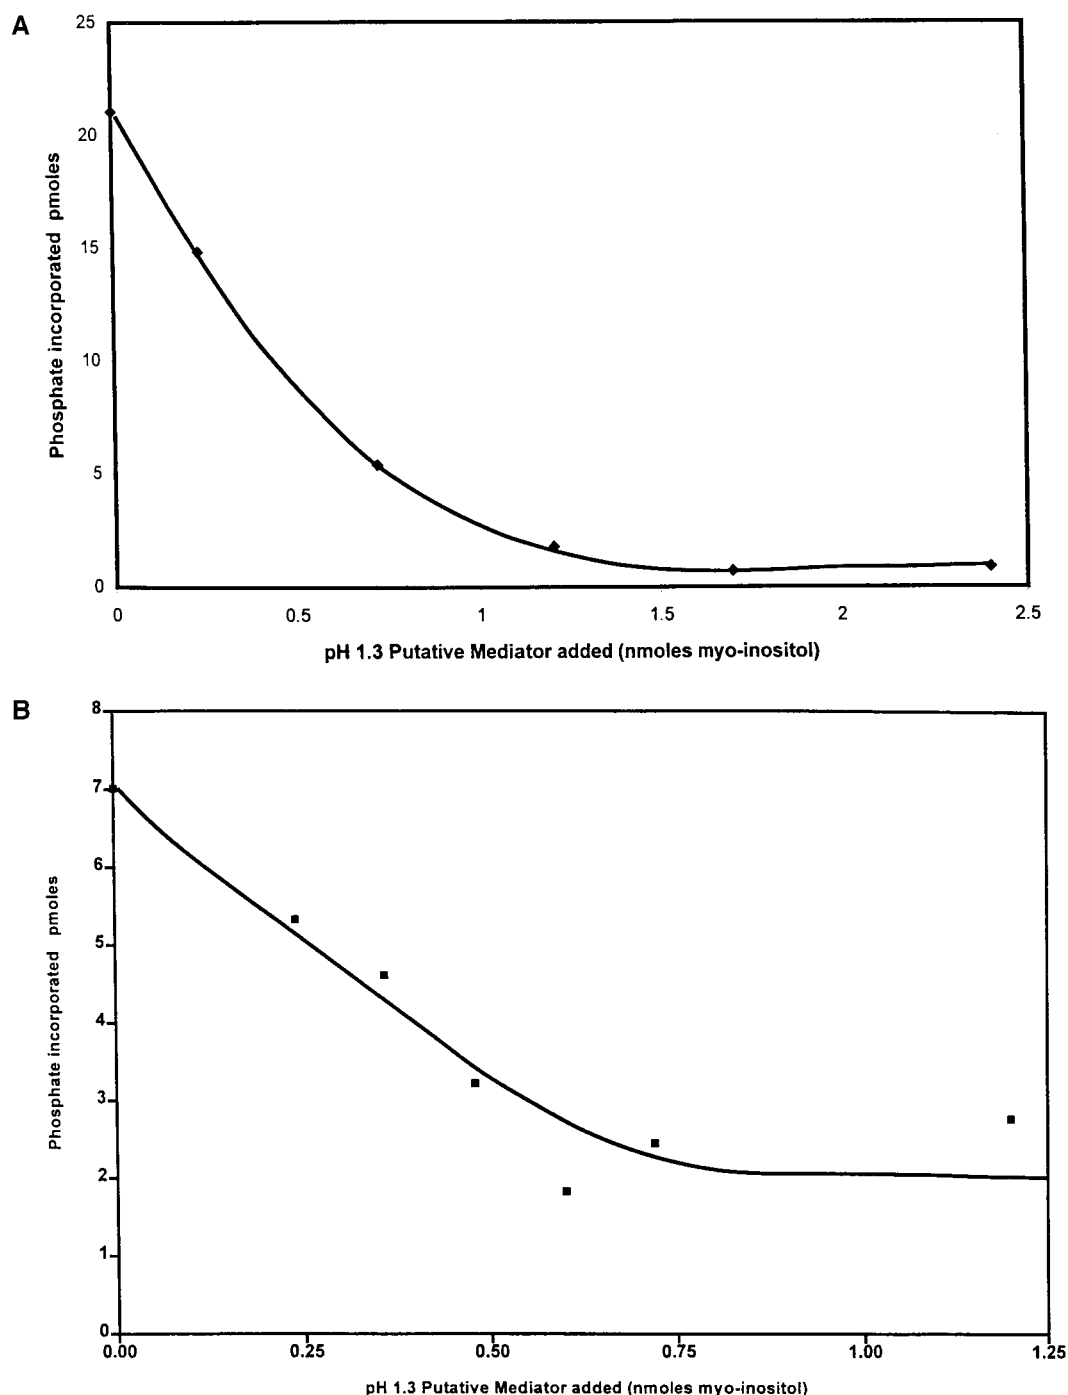 A
25
20
15
10
5
0
Phosphate incorporated pmoles
0 0.5 1 1.5 2 2.5
pH 1.3 Putative Mediator added (nmoles myo-inositol)
B
8
7
6
5
4
3
2
1
0
Phosphate incorporated pmoles
0.00 0.25 0.50 0.75 1.00 1.25
pH 1.3 Putative Mediator added (nmoles myo-inositol)